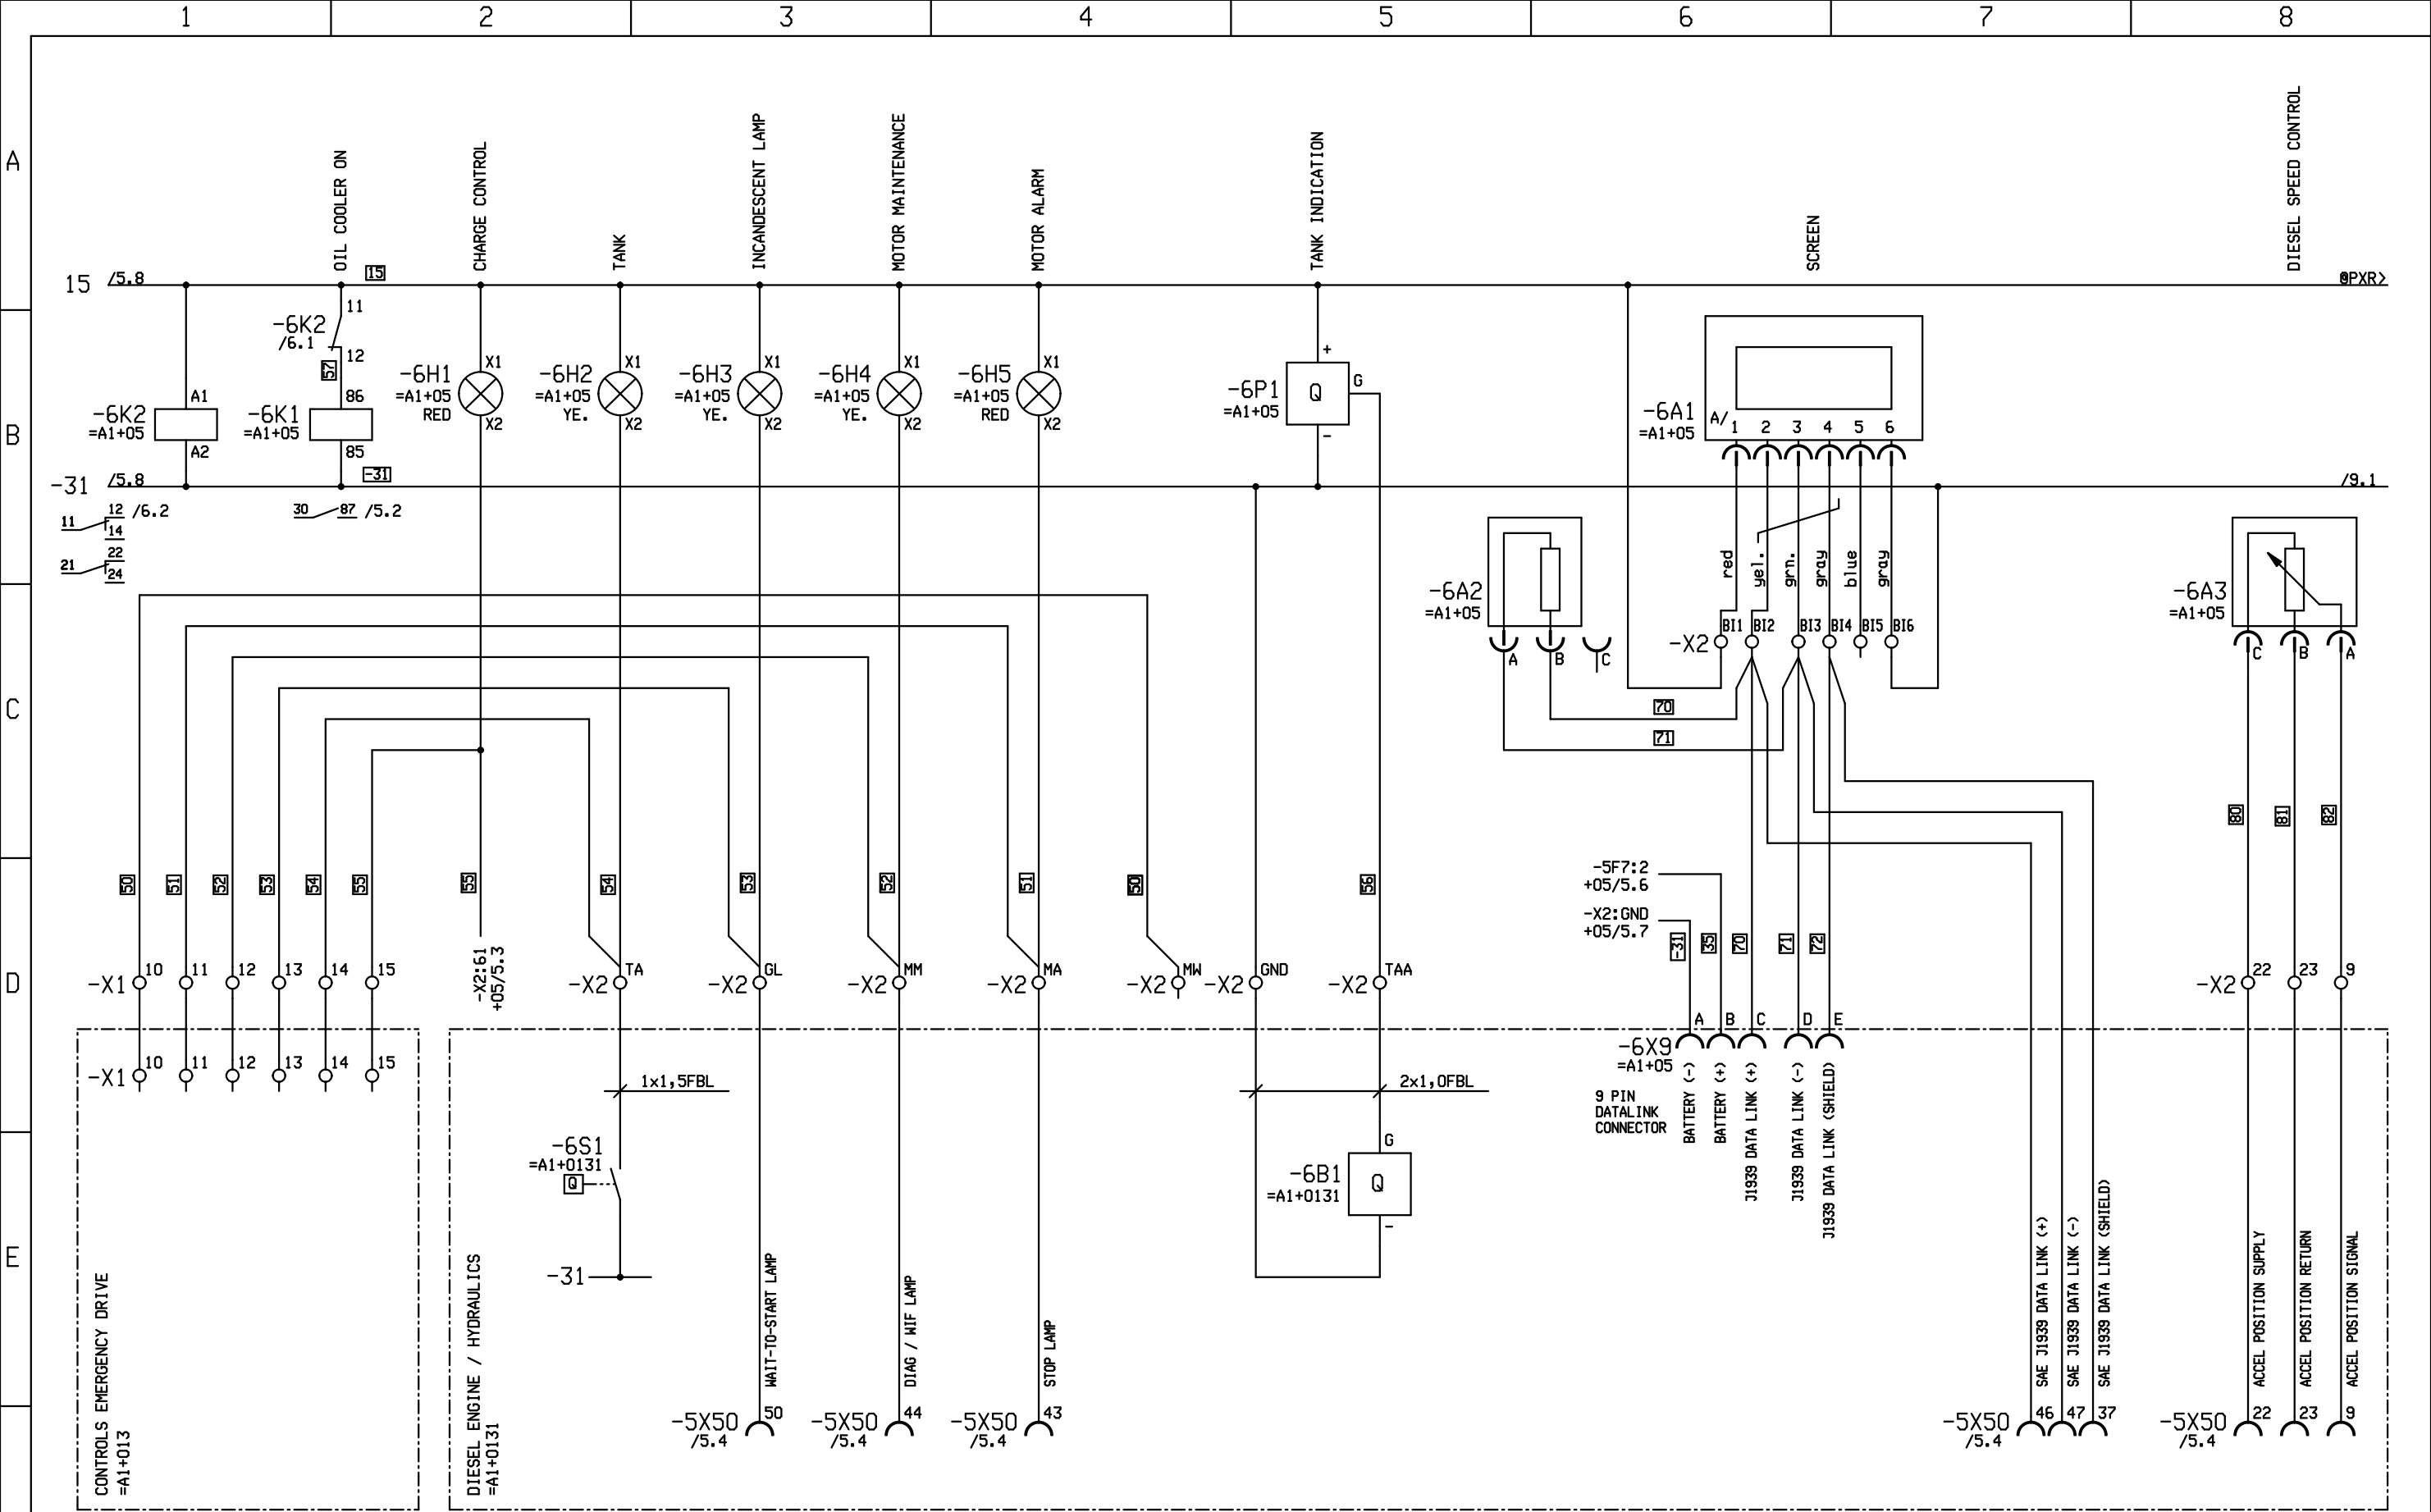 1 2 3 4 5 6 7 8
A
B
C
D
E
OIL COOLER ON
CHARGE CONTROL
TANK
INCANDESCENT LAMP
MOTOR MAINTENANCE
MOTOR ALARM
TANK INDICATION
SCREEN
DIESEL SPEED CONTROL
15 /5.8
15
-6K2
/6.1
11
12
57
-6K2
=A1+05
A1
A2
-6K1
=A1+05
86
85
-6H1
=A1+05
RED
X1
X2
-6H2
=A1+05
YE.
X1
X2
-6H3
=A1+05
YE.
X1
X2
-6H4
=A1+05
YE.
X1
X2
-6H5
=A1+05
RED
X1
X2
-6P1
=A1+05
+
Q
G
-
-6A1
=A1+05
A/ 1 2 3 4 5 6
-31 /5.8
-31
/9.1
11 12 /6.2
14
21 22
24
30 87 /5.2
red yel. grn. gray blue gray
-6A2
=A1+05
A B C
-X2 BI1 BI2 BI3 BI4 BI5 BI6
-6A3
=A1+05
C B A
70
71
80 81 82
50 51 52 53 54 55 55 54 53 52 51 50 56
-5F7:2
+05/5.6
-X2:GND
+05/5.7
-31 35 70 71 72
-X1 10 11 12 13 14 15
-X2:61
+05/5.3
-X2 TA
-X2 GL
-X2 MM
-X2 MA
-X2 MW
-X2 GND
-X2 TAA
-X2 22 23 9
-X1 10 11 12 13 14 15
CONTROLS EMERGENCY DRIVE
=A1+013
DIESEL ENGINE / HYDRAULICS
=A1+0131
1x1,5FBL
-6S1
=A1+0131
Q
-31
2x1,0FBL
G
-6B1
=A1+0131
Q
-
-6X9
=A1+05
A B C D E
9 PIN
DATALINK
CONNECTOR
BATTERY (-)
BATTERY (+)
J1939 DATA LINK (+)
J1939 DATA LINK (-)
J1939 DATA LINK (SHIELD)
WAIT-TO-START LAMP
DIAG / WIF LAMP
STOP LAMP
SAE J1939 DATA LINK (+)
SAE J1939 DATA LINK (-)
SAE J1939 DATA LINK (SHIELD)
ACCEL POSITION SUPPLY
ACCEL POSITION RETURN
ACCEL POSITION SIGNAL
-5X50 50
/5.4
-5X50 44
/5.4
-5X50 43
/5.4
-5X50 46 47 37
/5.4
-5X50 22 23 9
/5.4